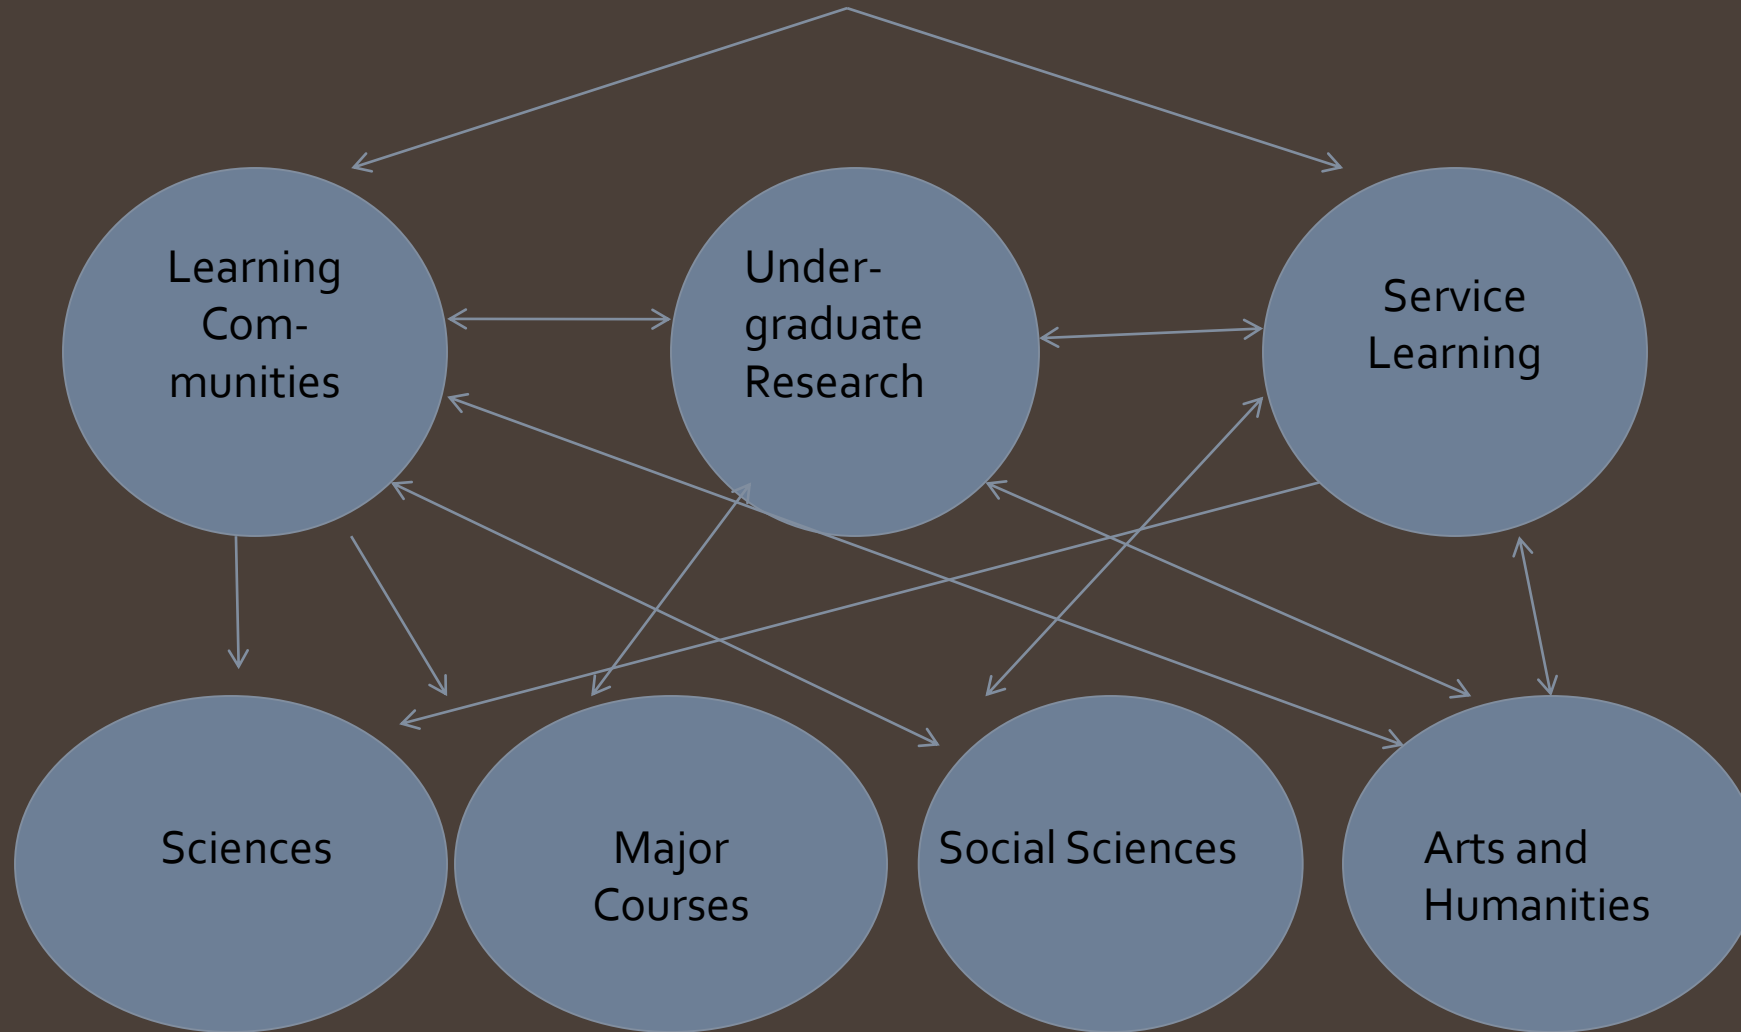 Learning
Com-
munities
Under-
graduate
Research
Service
Learning
Sciences
Major
Courses
Social Sciences
Arts and
Humanities